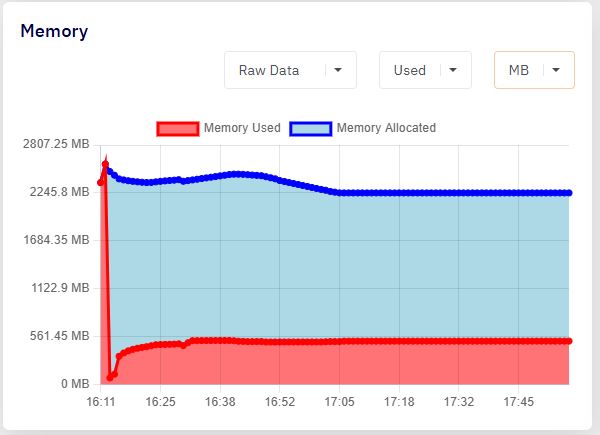 Memory
Raw Data Used MB
Memory Used Memory Allocated
2807.25 MB
2245.8 MB
1684.35 MB
1122.9 MB
561.45 MB
0 MB
16:11 16:25 16:38 16:52 17:05 17:18 17:32 17:45